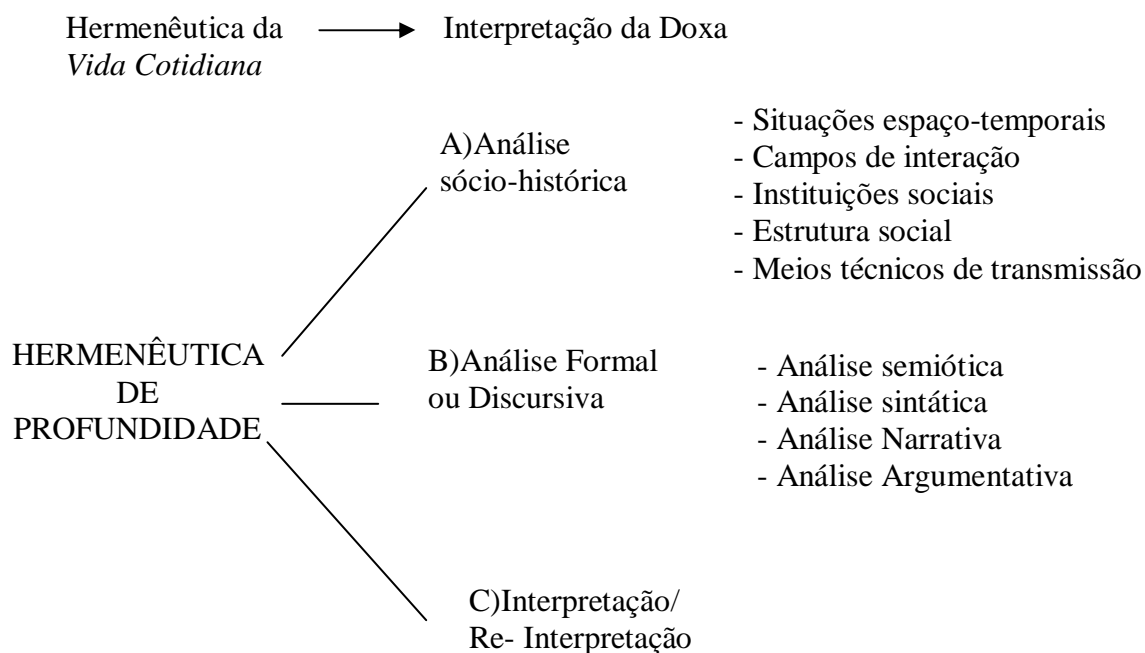 Hermenêutica da
Vida Cotidiana
Interpretação da Doxa
A)Análise
sócio-histórica
- Situações espaço-temporais
- Campos de interação
- Instituições sociais
- Estrutura social
- Meios técnicos de transmissão
HERMENÊUTICA
DE
PROFUNDIDADE
B)Análise Formal
ou Discursiva
- Análise semiótica
- Análise sintática
- Análise Narrativa
- Análise Argumentativa
C)Interpretação/
Re- Interpretação